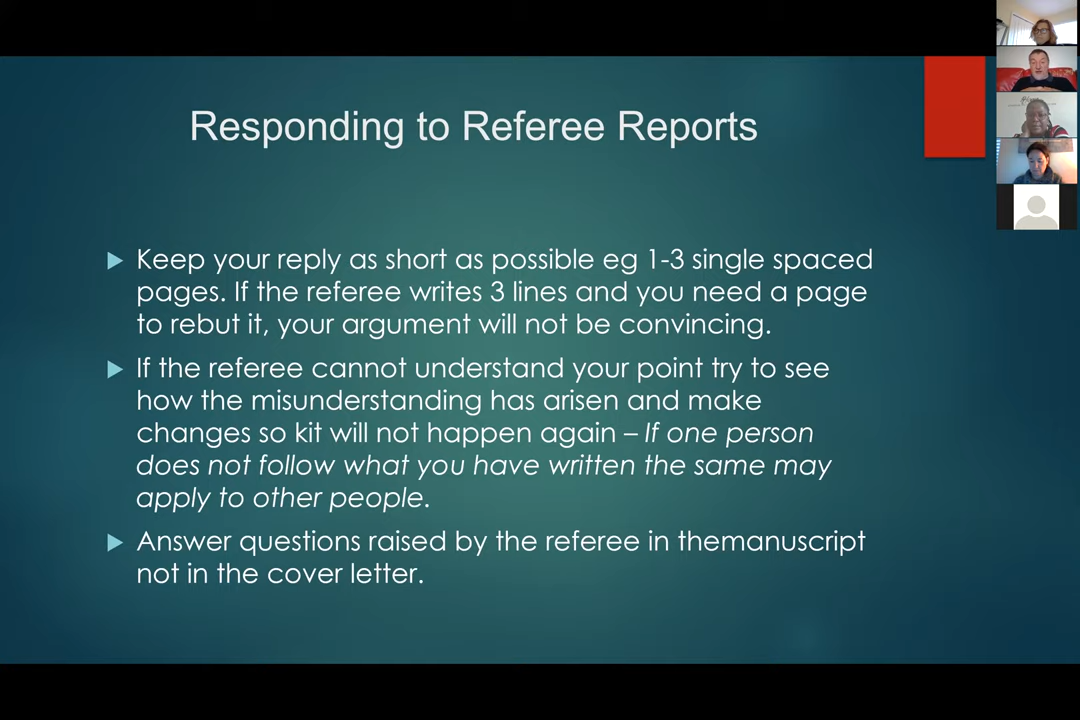 Responding to Referee Reports
Keep your reply as short as possible eg 1-3 single spaced
pages. If the referee writes 3 lines and you need a page
to rebut it, your argument will not be convincing.
If the referee cannot understand your point try to see
how the misunderstanding has arisen and make
changes so kit will not happen again – If one person
does not follow what you have written the same may
apply to other people.
Answer questions raised by the referee in themanuscript
not in the cover letter.